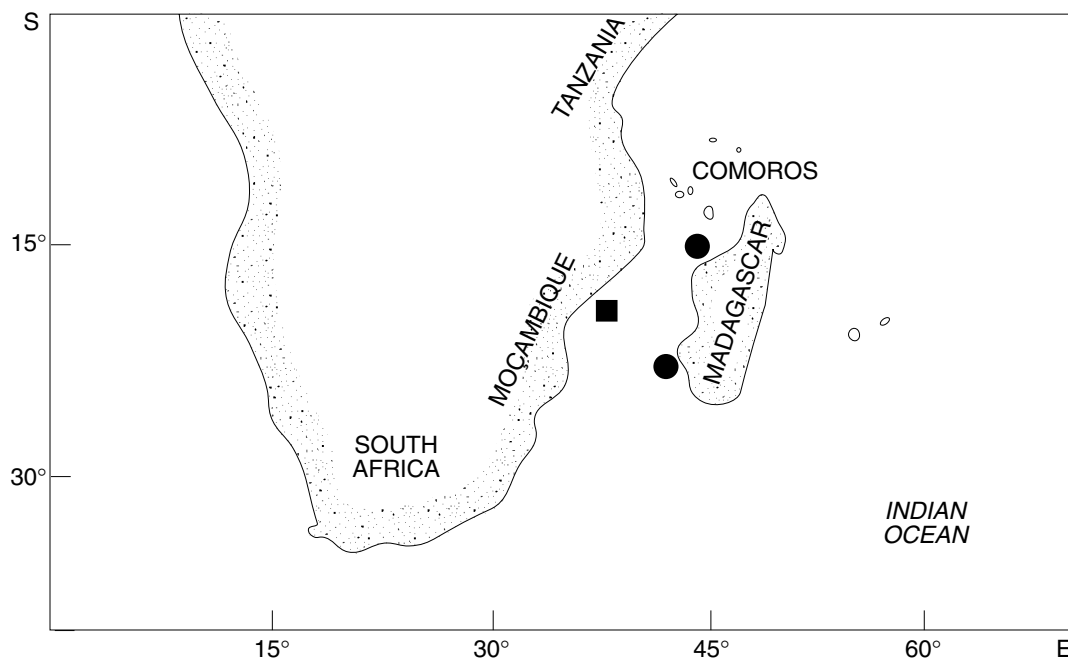 S
TANZANIA
COMOROS
15°
MOÇAMBIQUE
MADAGASCAR
SOUTH
AFRICA
30°
INDIAN
OCEAN
15°
30°
45°
60°
E